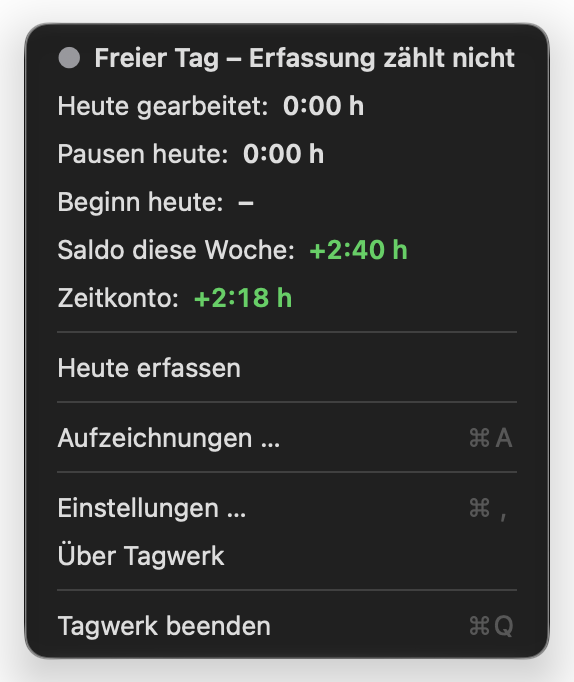 Freier Tag – Erfassung zählt nicht
Heute gearbeitet: 0:00 h
Pausen heute: 0:00 h
Beginn heute: –
Saldo diese Woche: +2:40 h
Zeitkonto: +2:18 h
Heute erfassen
Aufzeichnungen ... ⌘ A
Einstellungen ... ⌘ ,
Über Tagwerk
Tagwerk beenden ⌘ Q